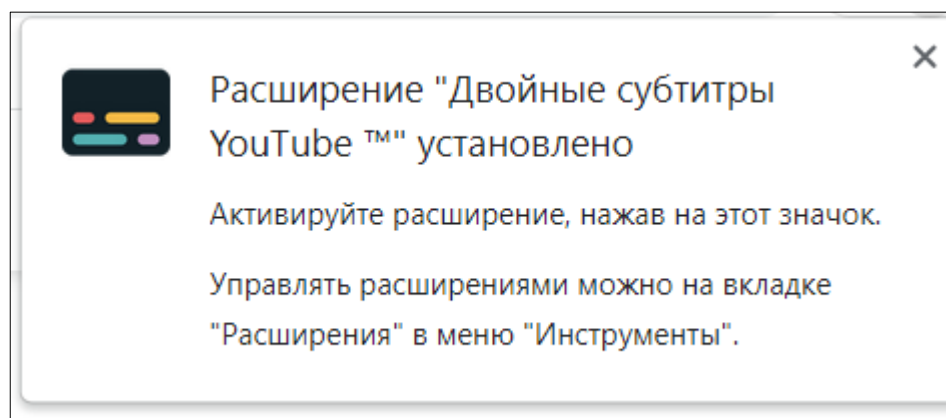 Расширение "Двойные субтитры
YouTube ™" установлено
Активируйте расширение, нажав на этот значок.
Управлять расширениями можно на вкладке
"Расширения" в меню "Инструменты".